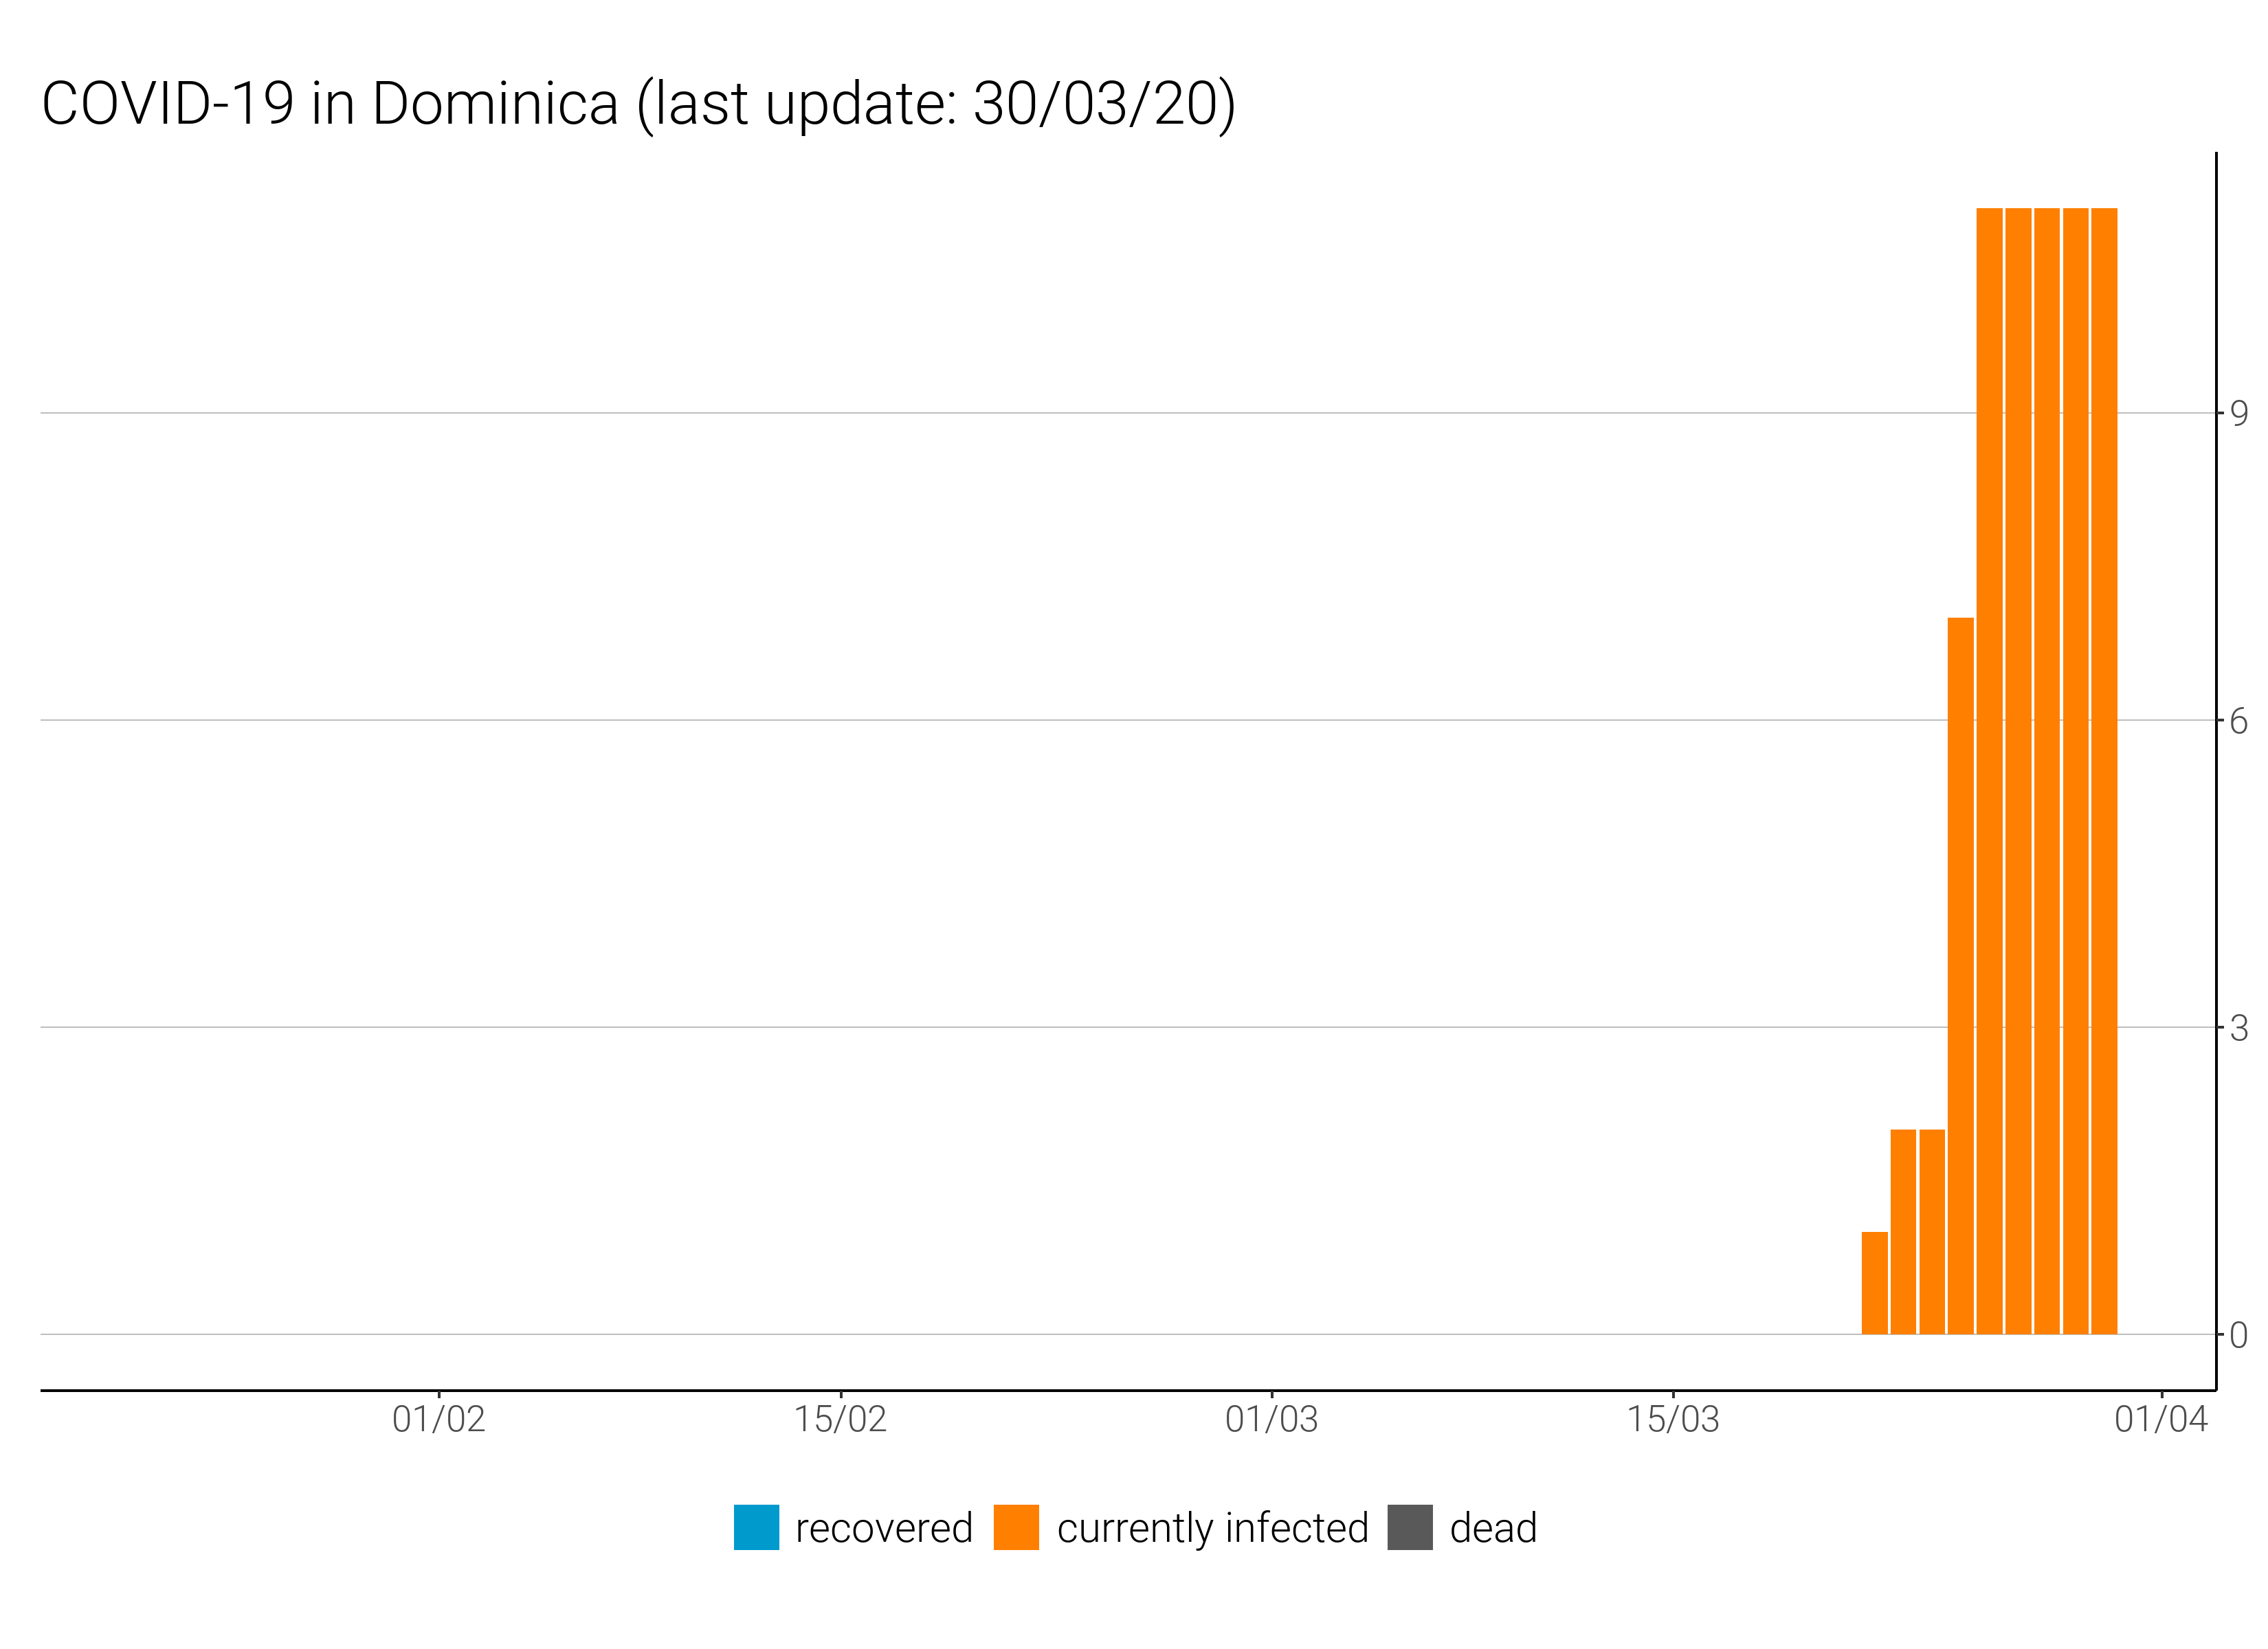 COVID-19 in Dominica (last update: 30/03/20)
9
6
3
0
01/02 15/02 01/03 15/03 01/04
recovered currently infected dead